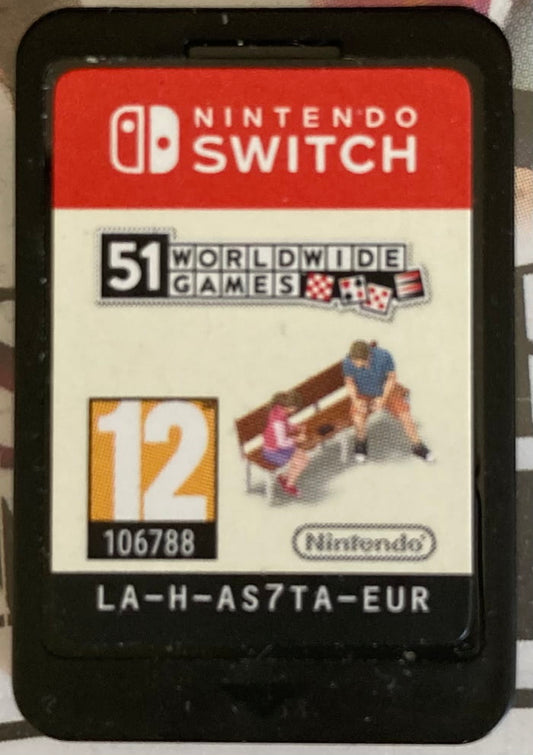 NINTENDO
SWITCH
51 WORLDWIDE
GAMES
12
106788
Nintendo
LA-H-AS7TA-EUR